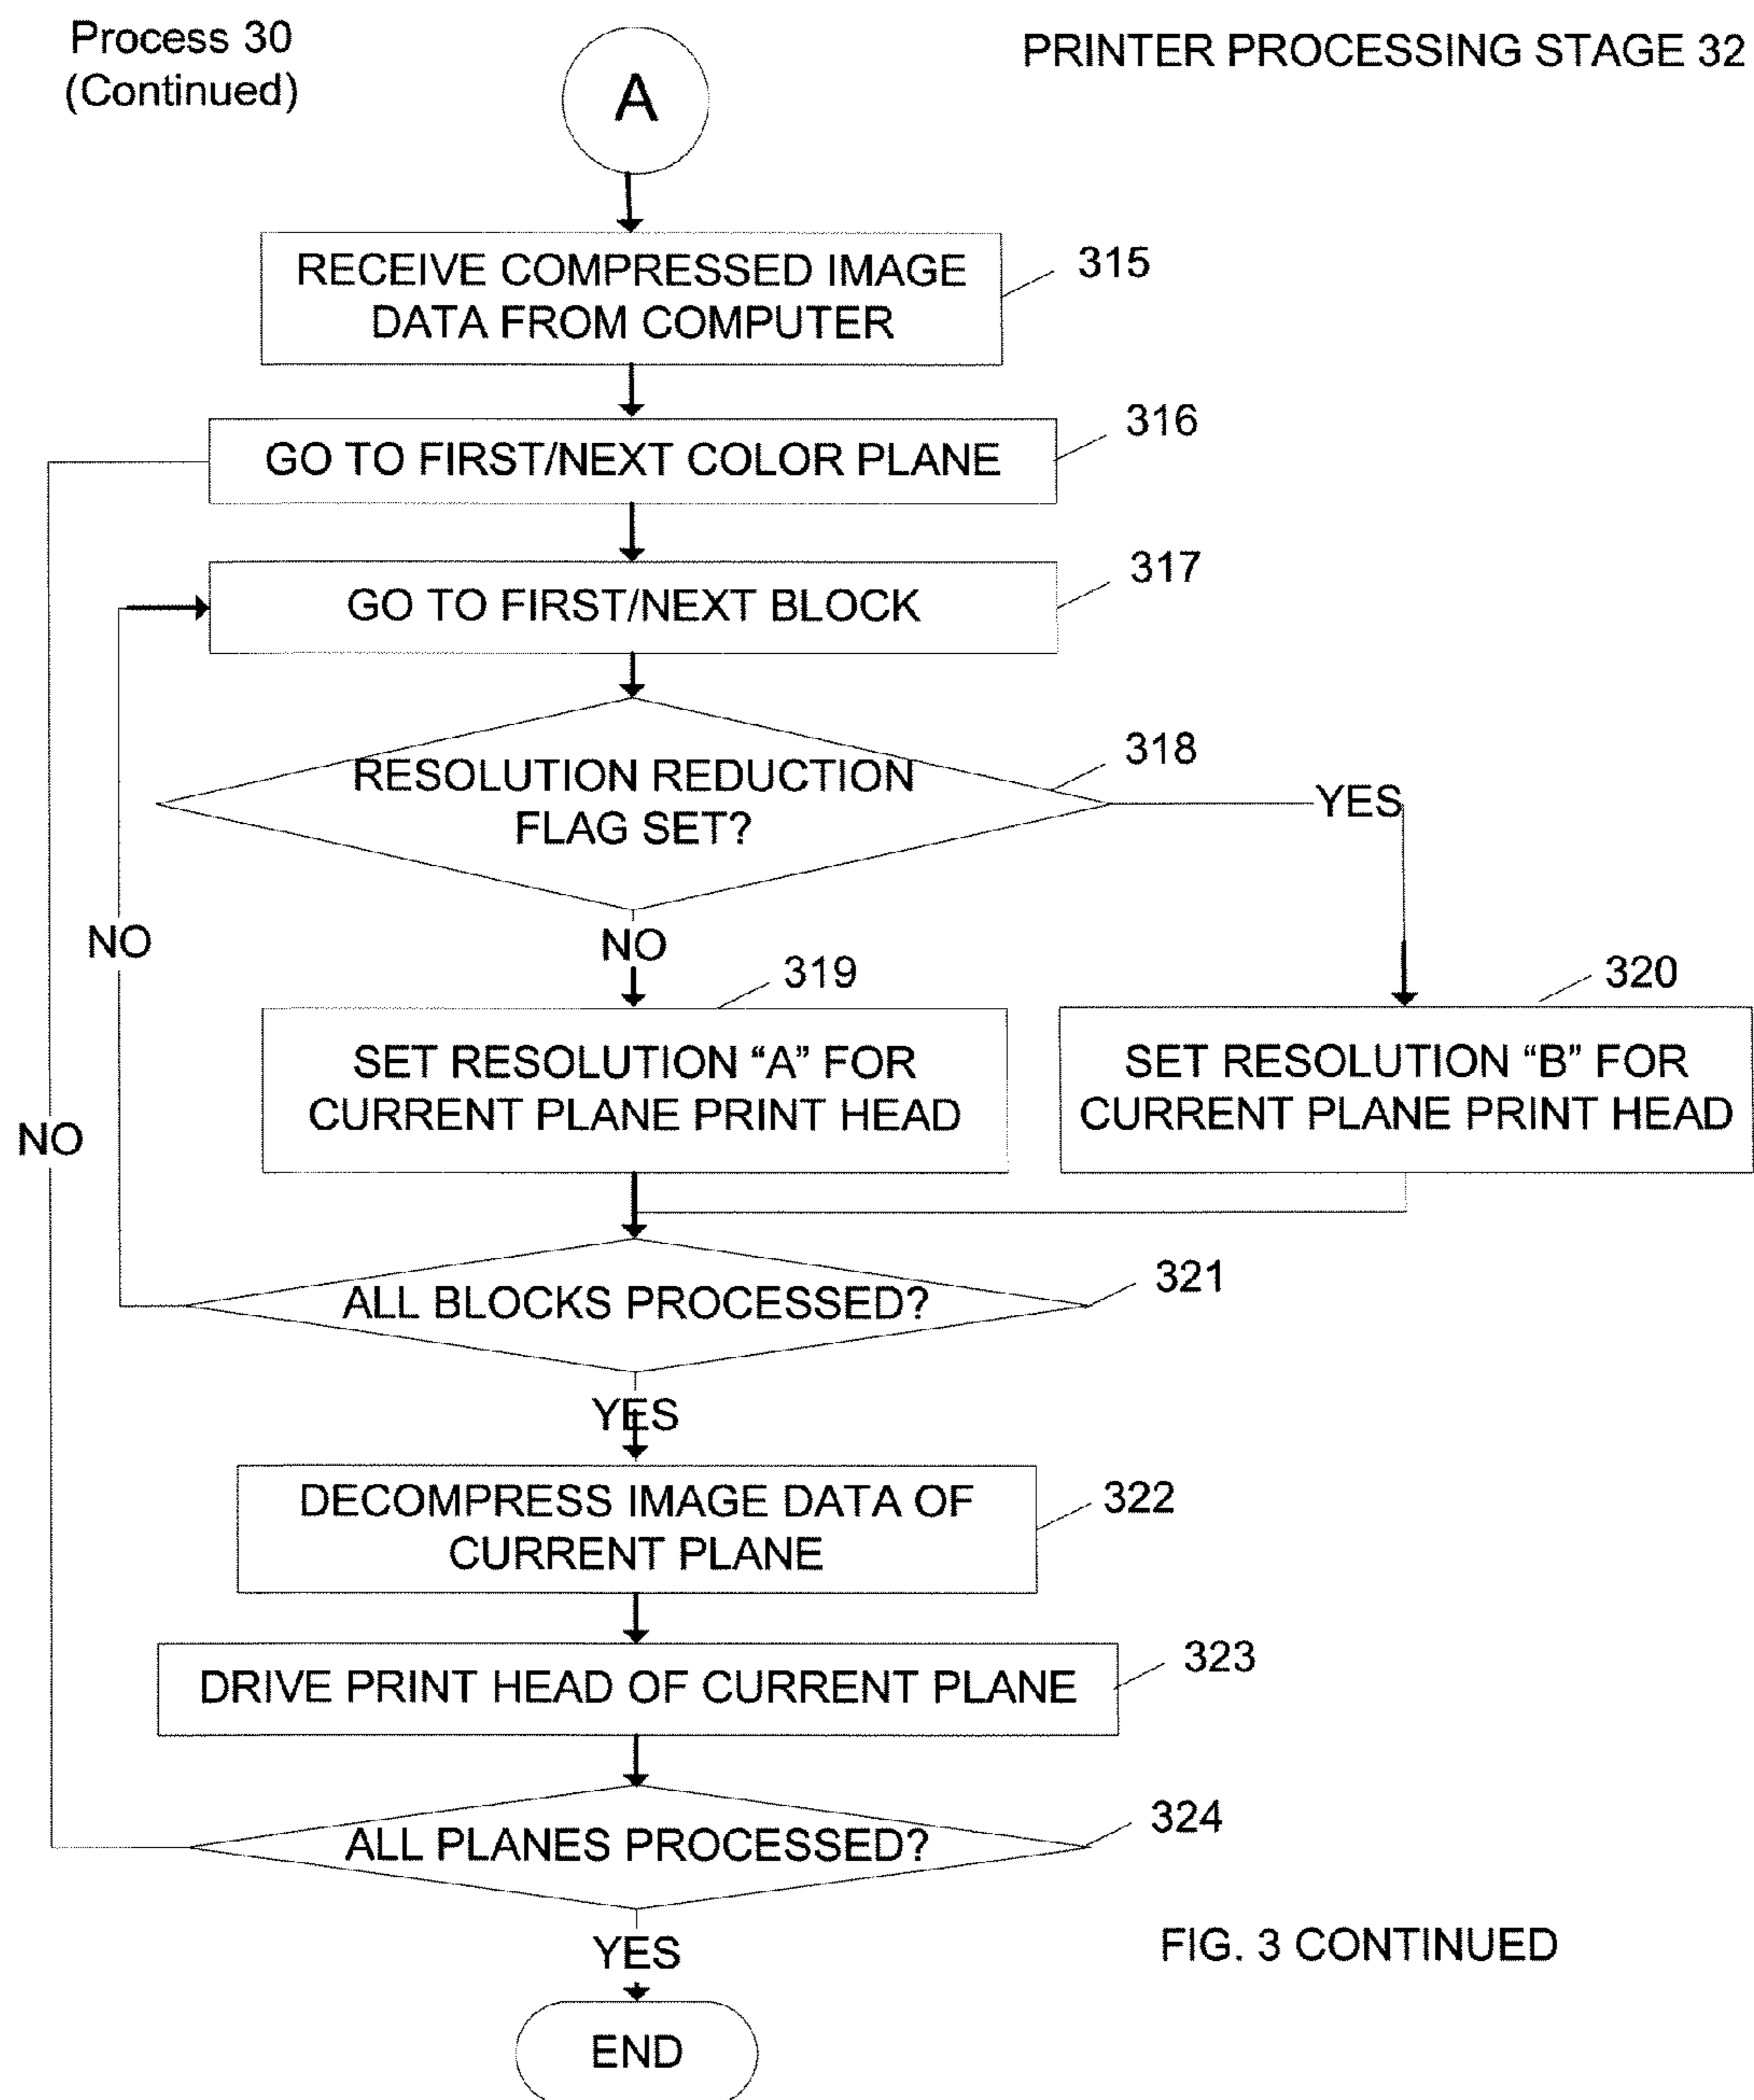 Process 30
(Continued)
A
PRINTER PROCESSING STAGE 32
RECEIVE COMPRESSED IMAGE
DATA FROM COMPUTER
315
GO TO FIRST/NEXT COLOR PLANE
316
GO TO FIRST/NEXT BLOCK
317
RESOLUTION REDUCTION
FLAG SET?
318
YES
NO
NO
SET RESOLUTION “A” FOR
CURRENT PLANE PRINT HEAD
319
SET RESOLUTION “B” FOR
CURRENT PLANE PRINT HEAD
320
NO
ALL BLOCKS PROCESSED?
321
YES
DECOMPRESS IMAGE DATA OF
CURRENT PLANE
322
DRIVE PRINT HEAD OF CURRENT PLANE
323
ALL PLANES PROCESSED?
324
YES
FIG. 3 CONTINUED
END